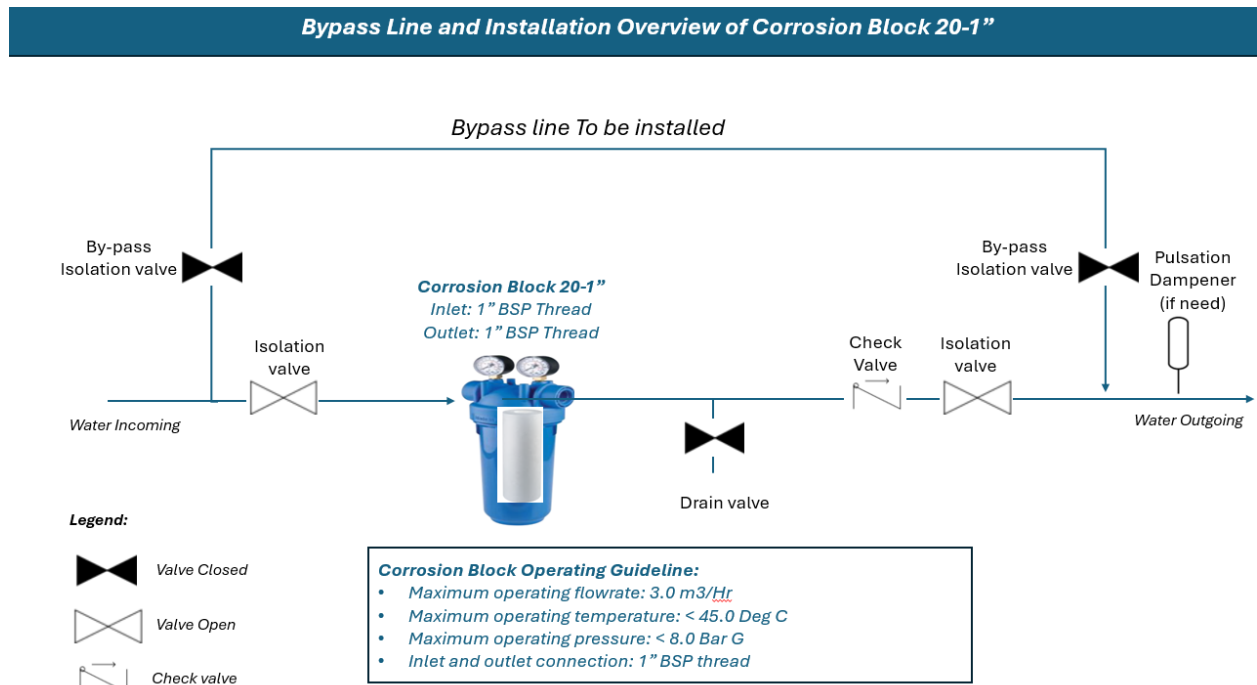 Bypass Line and Installation Overview of Corrosion Block 20-1”
Bypass line To be installed
By-pass
Isolation valve
By-pass
Isolation valve
Pulsation
Dampener
(if need)
Corrosion Block 20-1”
Inlet: 1” BSP Thread
Outlet: 1” BSP Thread
Isolation
valve
Check
Valve
Isolation
valve
Water Incoming
Water Outgoing
Drain valve
Legend:
Valve Closed
Valve Open
Check valve
Corrosion Block Operating Guideline:
• Maximum operating flowrate: 3.0 m3/Hr
• Maximum operating temperature: < 45.0 Deg C
• Maximum operating pressure: < 8.0 Bar G
• Inlet and outlet connection: 1” BSP thread